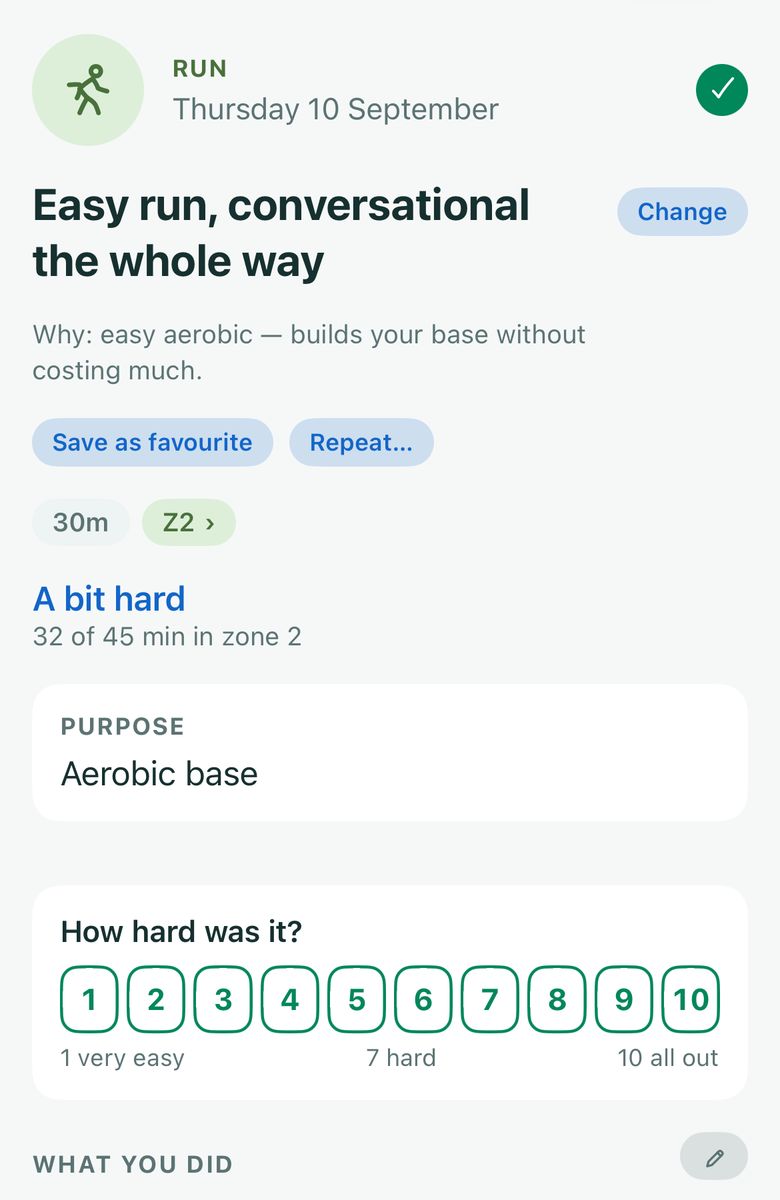 RUN
Thursday 10 September
Easy run, conversational
the whole way
Change
Why: easy aerobic — builds your base without
costing much.
Save as favourite
Repeat...
30m
Z2 ›
A bit hard
32 of 45 min in zone 2
PURPOSE
Aerobic base
How hard was it?
1 2 3 4 5 6 7 8 9 10
1 very easy
7 hard
10 all out
WHAT YOU DID